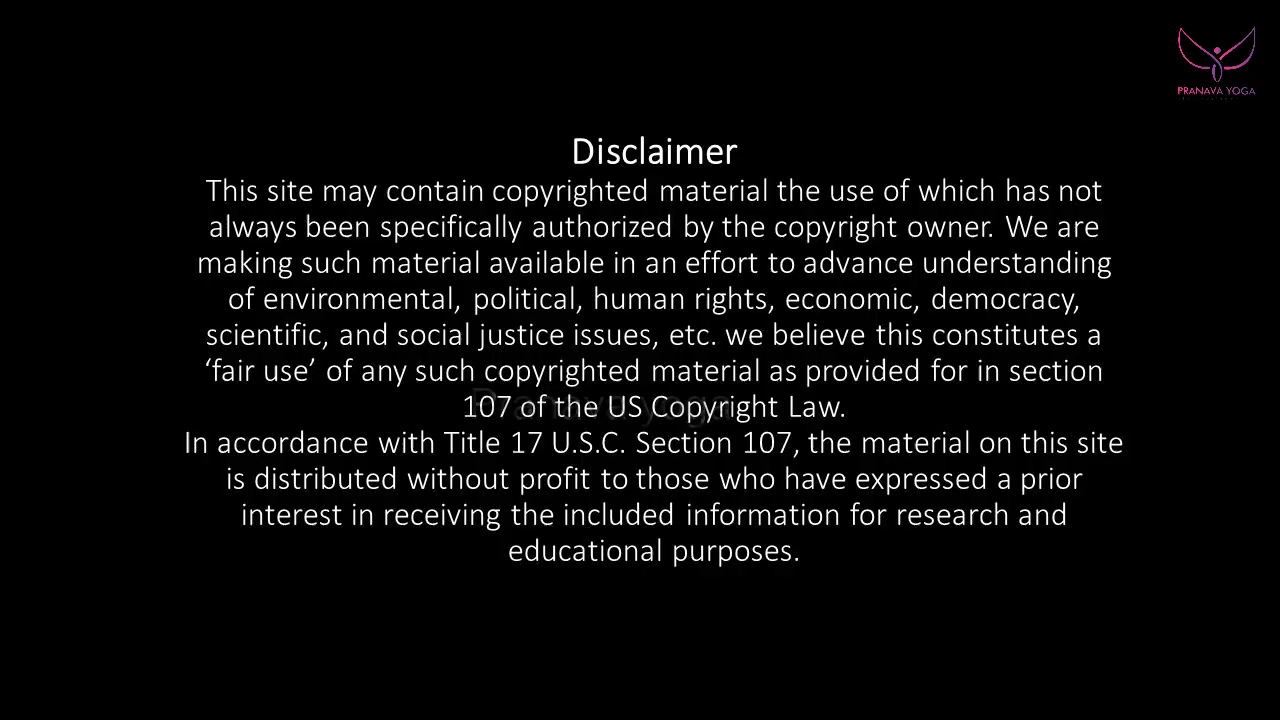 PRANAVA YOGA
Disclaimer
This site may contain copyrighted material the use of which has not
always been specifically authorized by the copyright owner. We are
making such material available in an effort to advance understanding
of environmental, political, human rights, economic, democracy,
scientific, and social justice issues, etc. we believe this constitutes a
‘fair use’ of any such copyrighted material as provided for in section
107 of the US Copyright Law.
Pranava yoga
In accordance with Title 17 U.S.C. Section 107, the material on this site
is distributed without profit to those who have expressed a prior
interest in receiving the included information for research and
educational purposes.